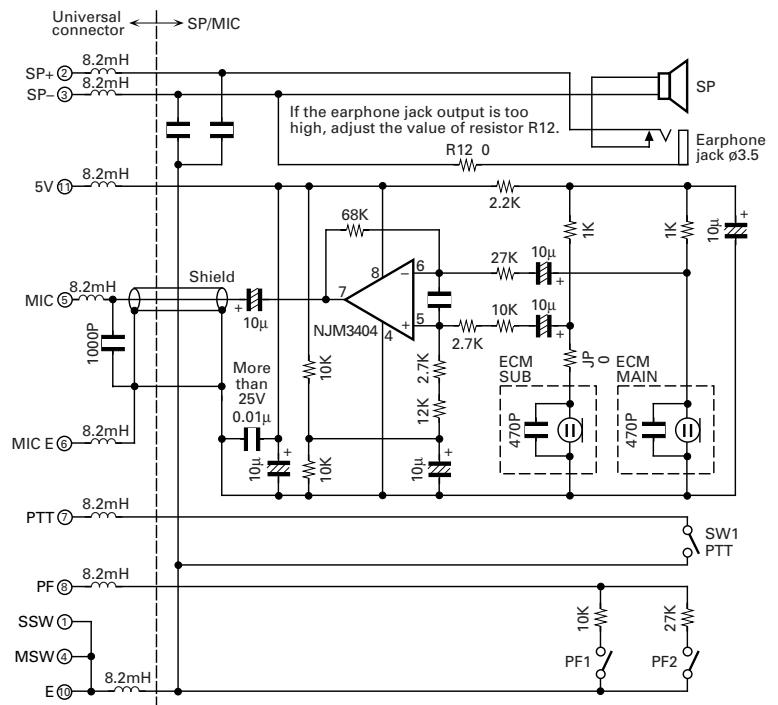 Universal
connector
SP/MIC
8.2mH
SP+ ②
8.2mH
SP– ③
SP
If the earphone jack output is too
high, adjust the value of resistor R12.
R12 0
Earphone
jack ø3.5
8.2mH
5V ⑪
2.2K
68K
1K
1K
10µ
+
8
6
–
27K
10µ
+
8.2mH
MIC ⑤
Shield
+
10µ
7
NJM3404
+
5
4
10K
10µ
+
2.7K
1000P
10K
2.7K
JP
0
More
than
25V
0.01µ
12K
ECM
SUB
ECM
MAIN
470P
470P
MIC E ⑥
8.2mH
10µ
+
10K
10µ
+
PTT ⑦
8.2mH
SW1
PTT
8.2mH
PF ⑧
10K
27K
SSW ①
MSW ④
PF1
PF2
8.2mH
E ⑩